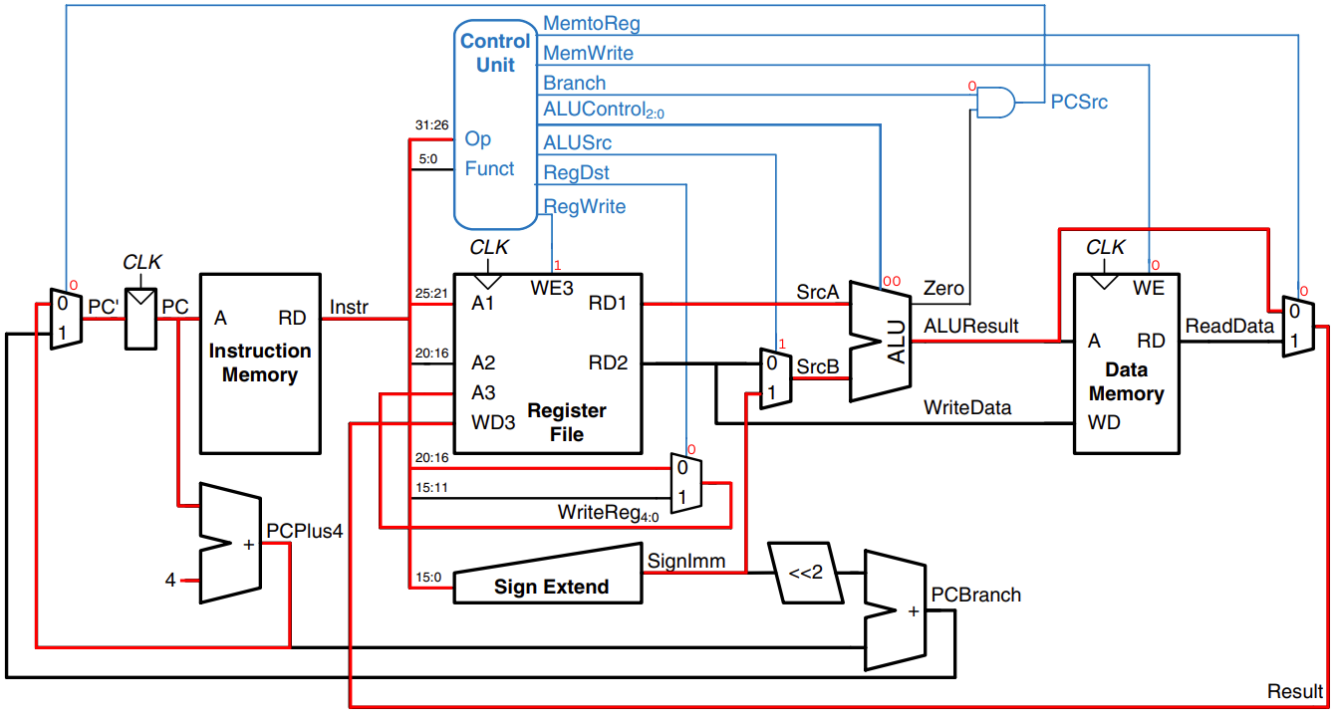 MemtoReg
Control Unit
MemWrite
Branch
0
PCSrc
ALUControl2:0
31:26
Op
ALUSrc
5:0
Funct
RegDst
RegWrite
CLK
CLK
CLK
0
1
00
0
0
25:21
A1
WE3
RD1
SrcA
Zero
WE
0
PC'
PC
A
RD
Instr
ALU
ALUResult
A
RD
ReadData
0
1
1
Instruction Memory
20:16
A2
RD2
1
0
SrcB
1
Data Memory
A3
WD3
Register File
WriteData
WD
20:16
0
0
15:11
1
WriteReg4:0
PCPlus4
+
4
15:0
Sign Extend
SignImm
<<2
PCBranch
+
Result